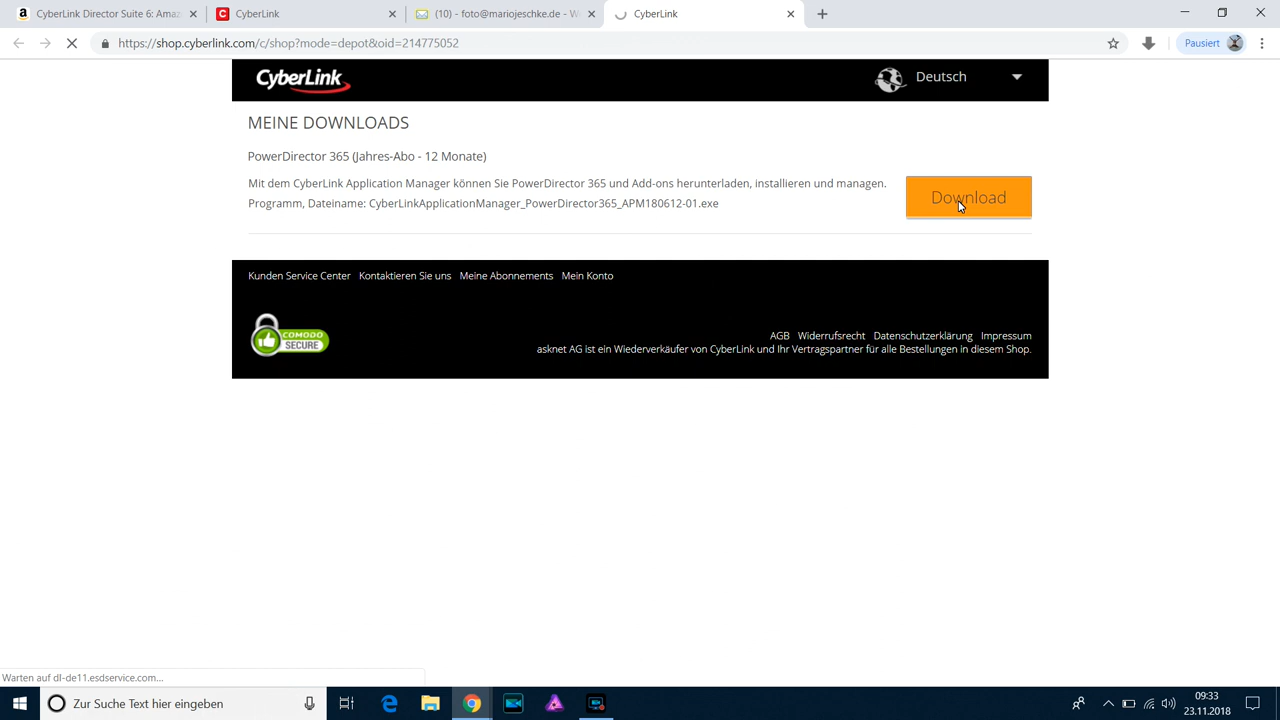 CyberLink Director Suite 6: Amaz
CyberLink
(10) - foto@mariojeschke.de - W
CyberLink
https://shop.cyberlink.com/c/shop?mode=depot&oid=214775052
Pausiert
CyberLink
Deutsch
MEINE DOWNLOADS
PowerDirector 365 (Jahres-Abo - 12 Monate)
Mit dem CyberLink Application Manager können Sie PowerDirector 365 und Add-ons herunterladen, installieren und managen.
Programm, Dateiname: CyberLinkApplicationManager_PowerDirector365_APM180612-01.exe
Download
Kunden Service Center Kontaktieren Sie uns Meine Abonnements Mein Konto
COMODO
SECURE
AGB Widerrufsrecht Datenschutzerklärung Impressum
asknet AG ist ein Wiederverkäufer von CyberLink und Ihr Vertragspartner für alle Bestellungen in diesem Shop.
Warten auf dl-de11.esdservice.com...
Zur Suche Text hier eingeben
09:33
23.11.2018